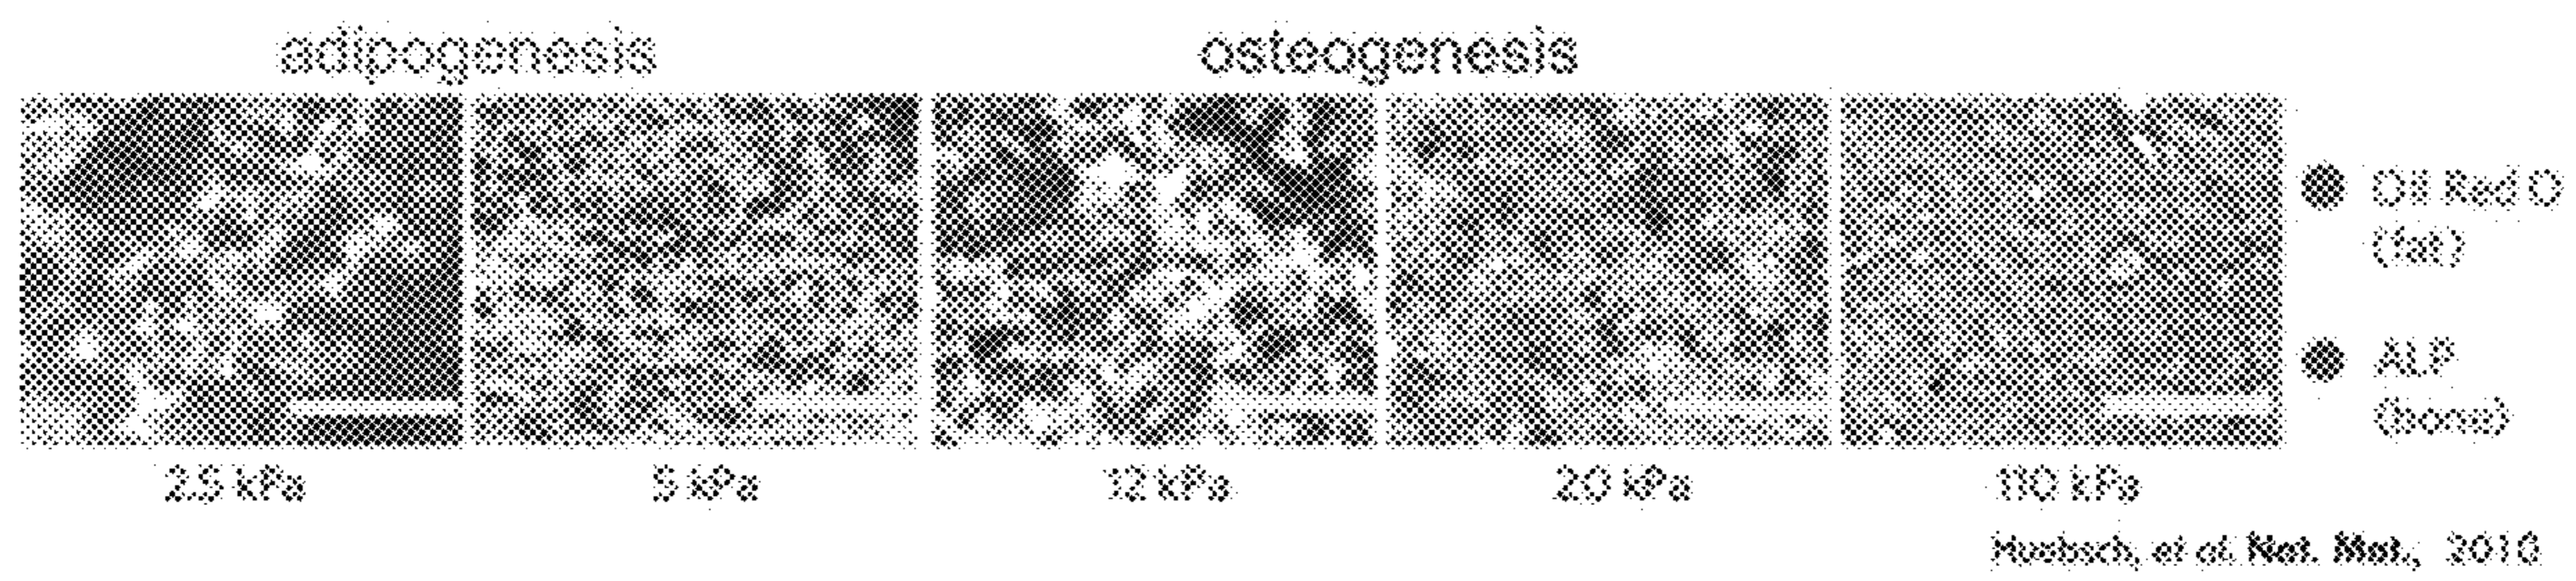 adipogenesis osteogenesis
Oil Red O
(fat)
ALP
(bone)
2.5 kPa 5 kPa 12 kPa 20 kPa 110 kPa
Huebsch, et al. Nat. Mat., 2010